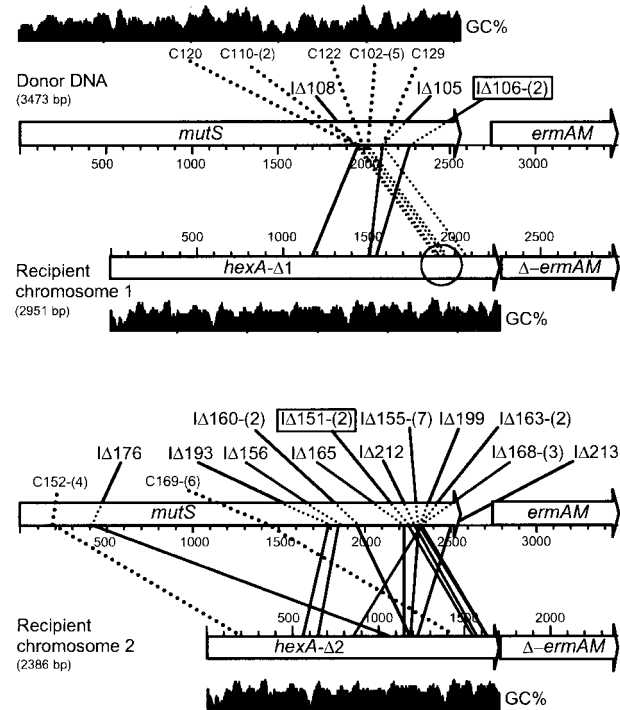 GC%
C120 C110-(2) C122 C102-(5) C129
Donor DNA
(3473 bp)
IΔ108 IΔ105 IΔ106-(2)
mutS ermAM
500 1000 1500 2000 2500 3000
500 1000 1500 2000 2500
hexA-Δ1 Δ–ermAM
Recipient
chromosome 1
(2951 bp)
GC%
IΔ160-(2) IΔ151-(2) IΔ155-(7) IΔ199 IΔ163-(2)
IΔ176 IΔ193 IΔ156 IΔ165 IΔ212 IΔ168-(3) IΔ213
C152-(4) C169-(6)
mutS ermAM
500 1000 1500 2000 2500 3000
500 1000 1500 2000
Recipient
chromosome 2
(2386 bp)
hexA-Δ2 Δ–ermAM
GC%